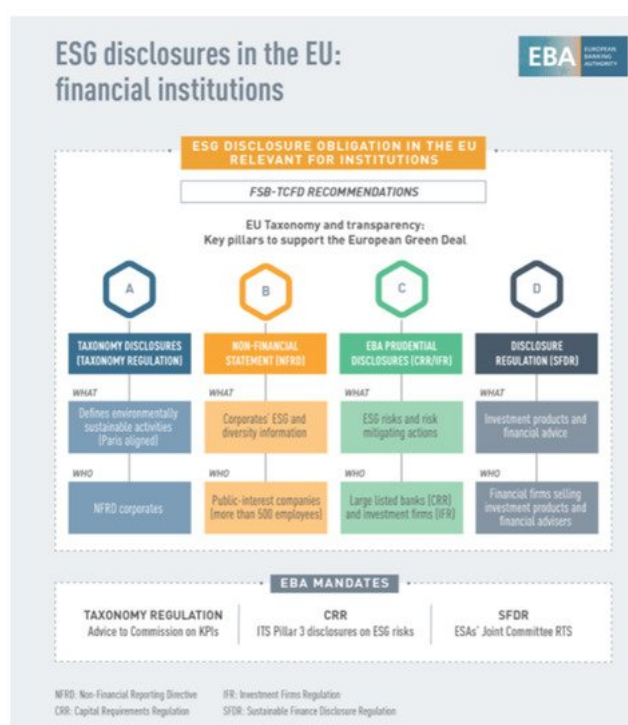 ESG disclosures in the EU:
financial institutions
EBA
EUROPEAN
BANKING
AUTHORITY
ESG DISCLOSURE OBLIGATION IN THE EU
RELEVANT FOR INSTITUTIONS
FSB-TCFD RECOMMENDATIONS
EU Taxonomy and transparency:
Key pillars to support the European Green Deal
A
TAXONOMY DISCLOSURES
(TAXONOMY REGULATION)
WHAT
Defines environmentally
sustainable activities
(Paris aligned)
WHO
NFRD corporates
B
NON-FINANCIAL
STATEMENT (NFRD)
WHAT
Corporates' ESG and
diversity information
WHO
Public-interest companies
(more than 500 employees)
C
EBA PRUDENTIAL
DISCLOSURES (CRR/IFR)
WHAT
ESG risks and risk
mitigating actions
WHO
Large listed banks (CRR)
and investment firms (IFR)
D
DISCLOSURE
REGULATION (SFDR)
WHAT
Investment products and
financial advice
WHO
Financial firms selling
investment products and
financial advisers
EBA MANDATES
TAXONOMY REGULATION
Advice to Commission on KPIs
CRR
ITS Pillar 3 disclosures on ESG risks
SFDR
ESAs' Joint Committee RTS
NFRD: Non-Financial Reporting Directive
CRR: Capital Requirements Regulation
IFR: Investment Firms Regulation
SFDR: Sustainable Finance Disclosure Regulation